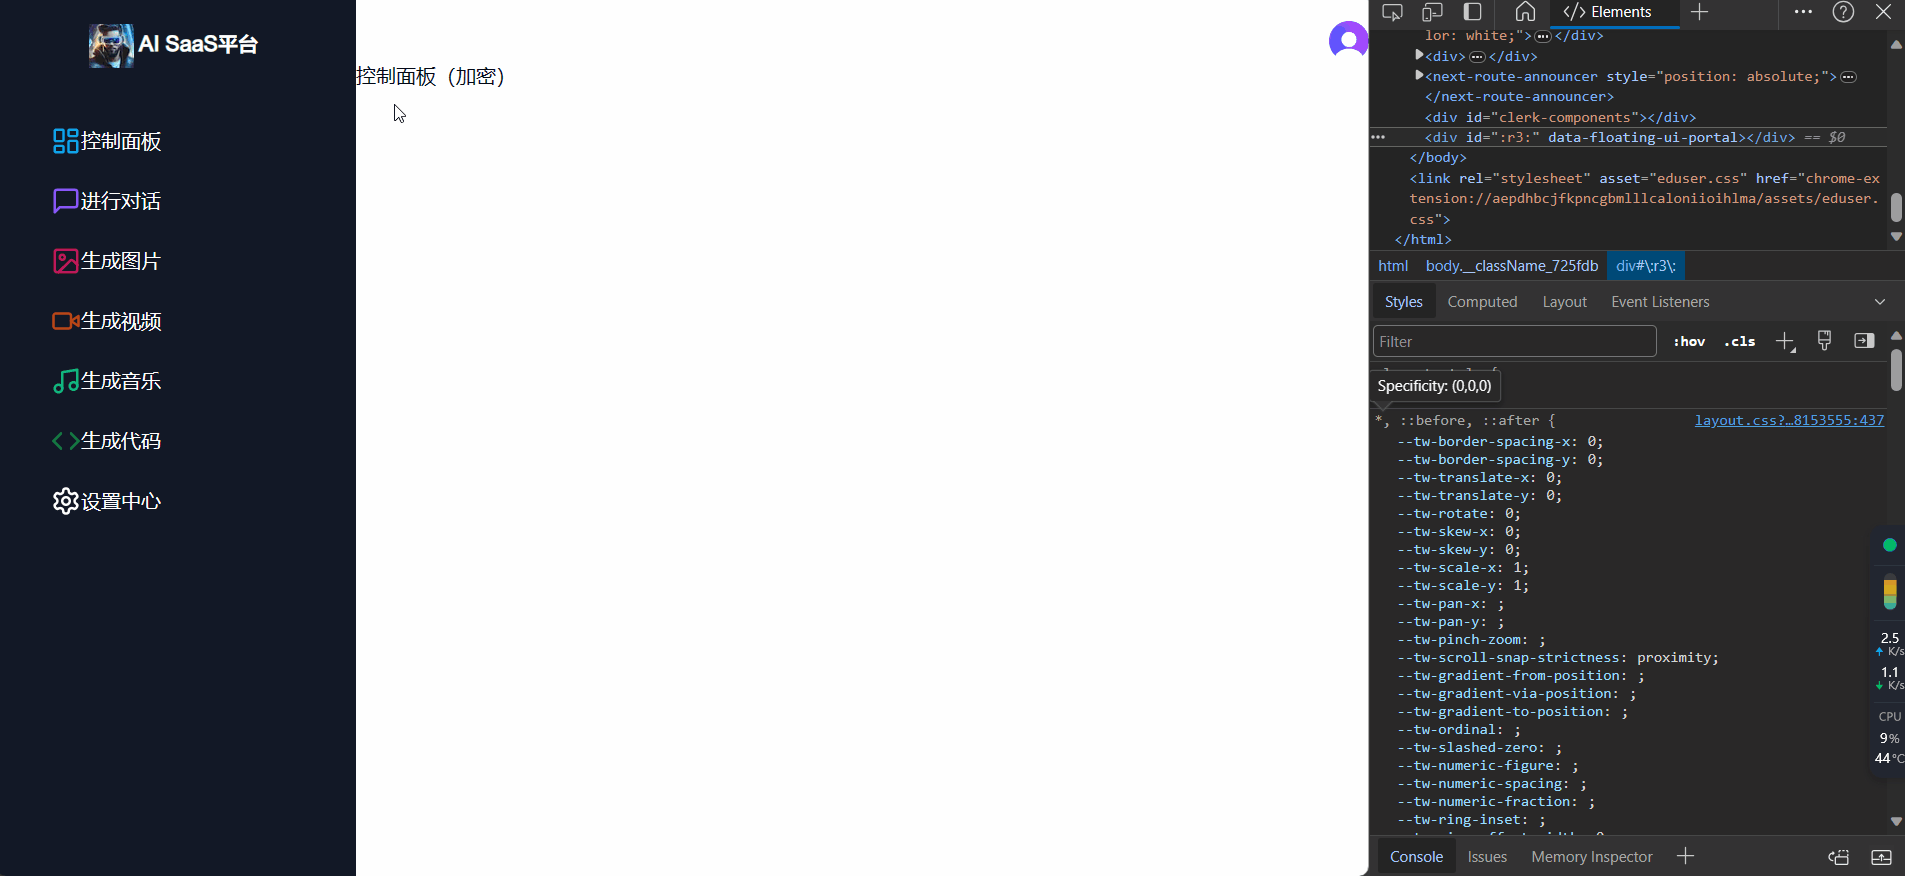 AI SaaS平台
控制面板
进行对话
生成图片
生成视频
生成音乐
生成代码
设置中心
控制面板（加密）
Elements
lor: white;">…</div>
<div>…</div>
<next-route-announcer style="position: absolute;">…
</next-route-announcer>
<div id="clerk-components"></div>
<div id=":r3:" data-floating-ui-portal></div> == $0
</body>
<link rel="stylesheet" asset="eduser.css" href="chrome-ex
tension://aepdhbcjfkpncgbmlllcaloniioihlma/assets/eduser.
css">
</html>
html body.__className_725fdb div#\:r3\:
Styles Computed Layout Event Listeners
Filter :hov .cls
Specificity: (0,0,0)
*, ::before, ::after { layout.css?…8153555:437
--tw-border-spacing-x: 0;
--tw-border-spacing-y: 0;
--tw-translate-x: 0;
--tw-translate-y: 0;
--tw-rotate: 0;
--tw-skew-x: 0;
--tw-skew-y: 0;
--tw-scale-x: 1;
--tw-scale-y: 1;
--tw-pan-x: ;
--tw-pan-y: ;
--tw-pinch-zoom: ;
--tw-scroll-snap-strictness: proximity;
--tw-gradient-from-position: ;
--tw-gradient-via-position: ;
--tw-gradient-to-position: ;
--tw-ordinal: ;
--tw-slashed-zero: ;
--tw-numeric-figure: ;
--tw-numeric-spacing: ;
--tw-numeric-fraction: ;
--tw-ring-inset: ;
2.5
K/s
1.1
K/s
CPU
9%
44°C
Console Issues Memory Inspector